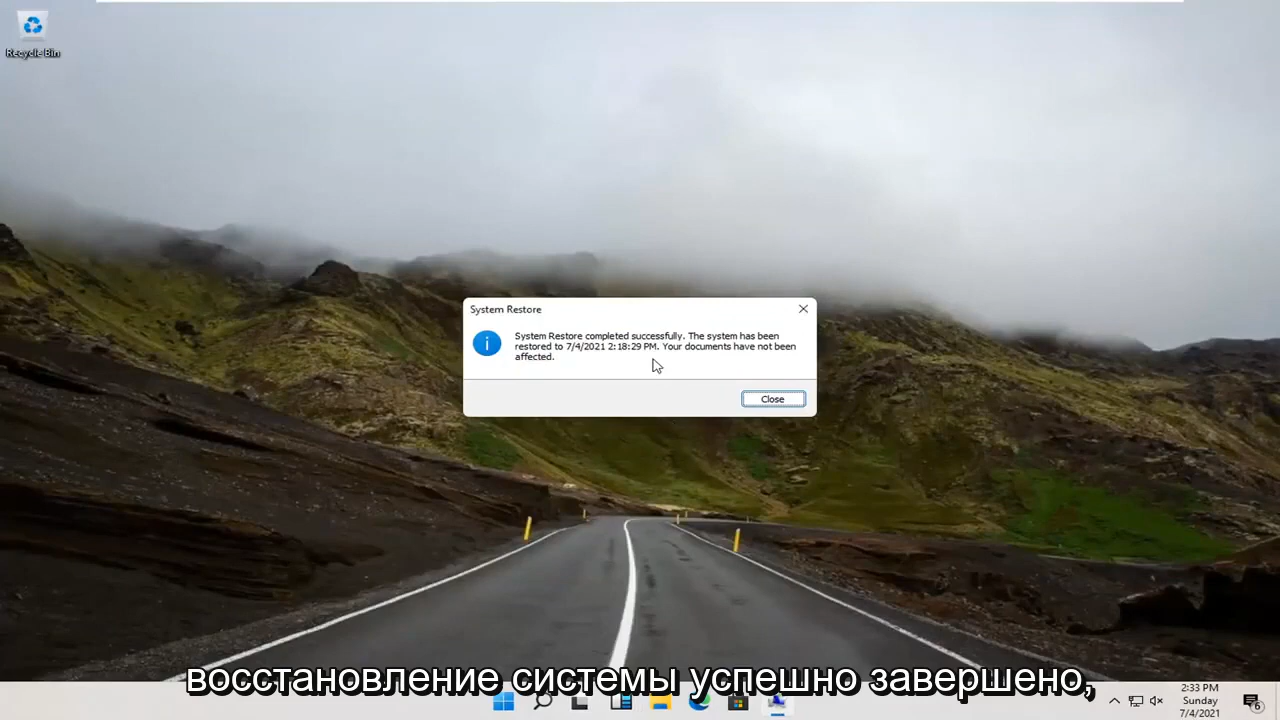 Recycle Bin
System Restore
System Restore completed successfully. The system has been
restored to 7/4/2021 2:18:29 PM. Your documents have not been
affected.
Close
восстановление системы успешно завершено,
2:33 PM
Sunday
7/4/2021
6